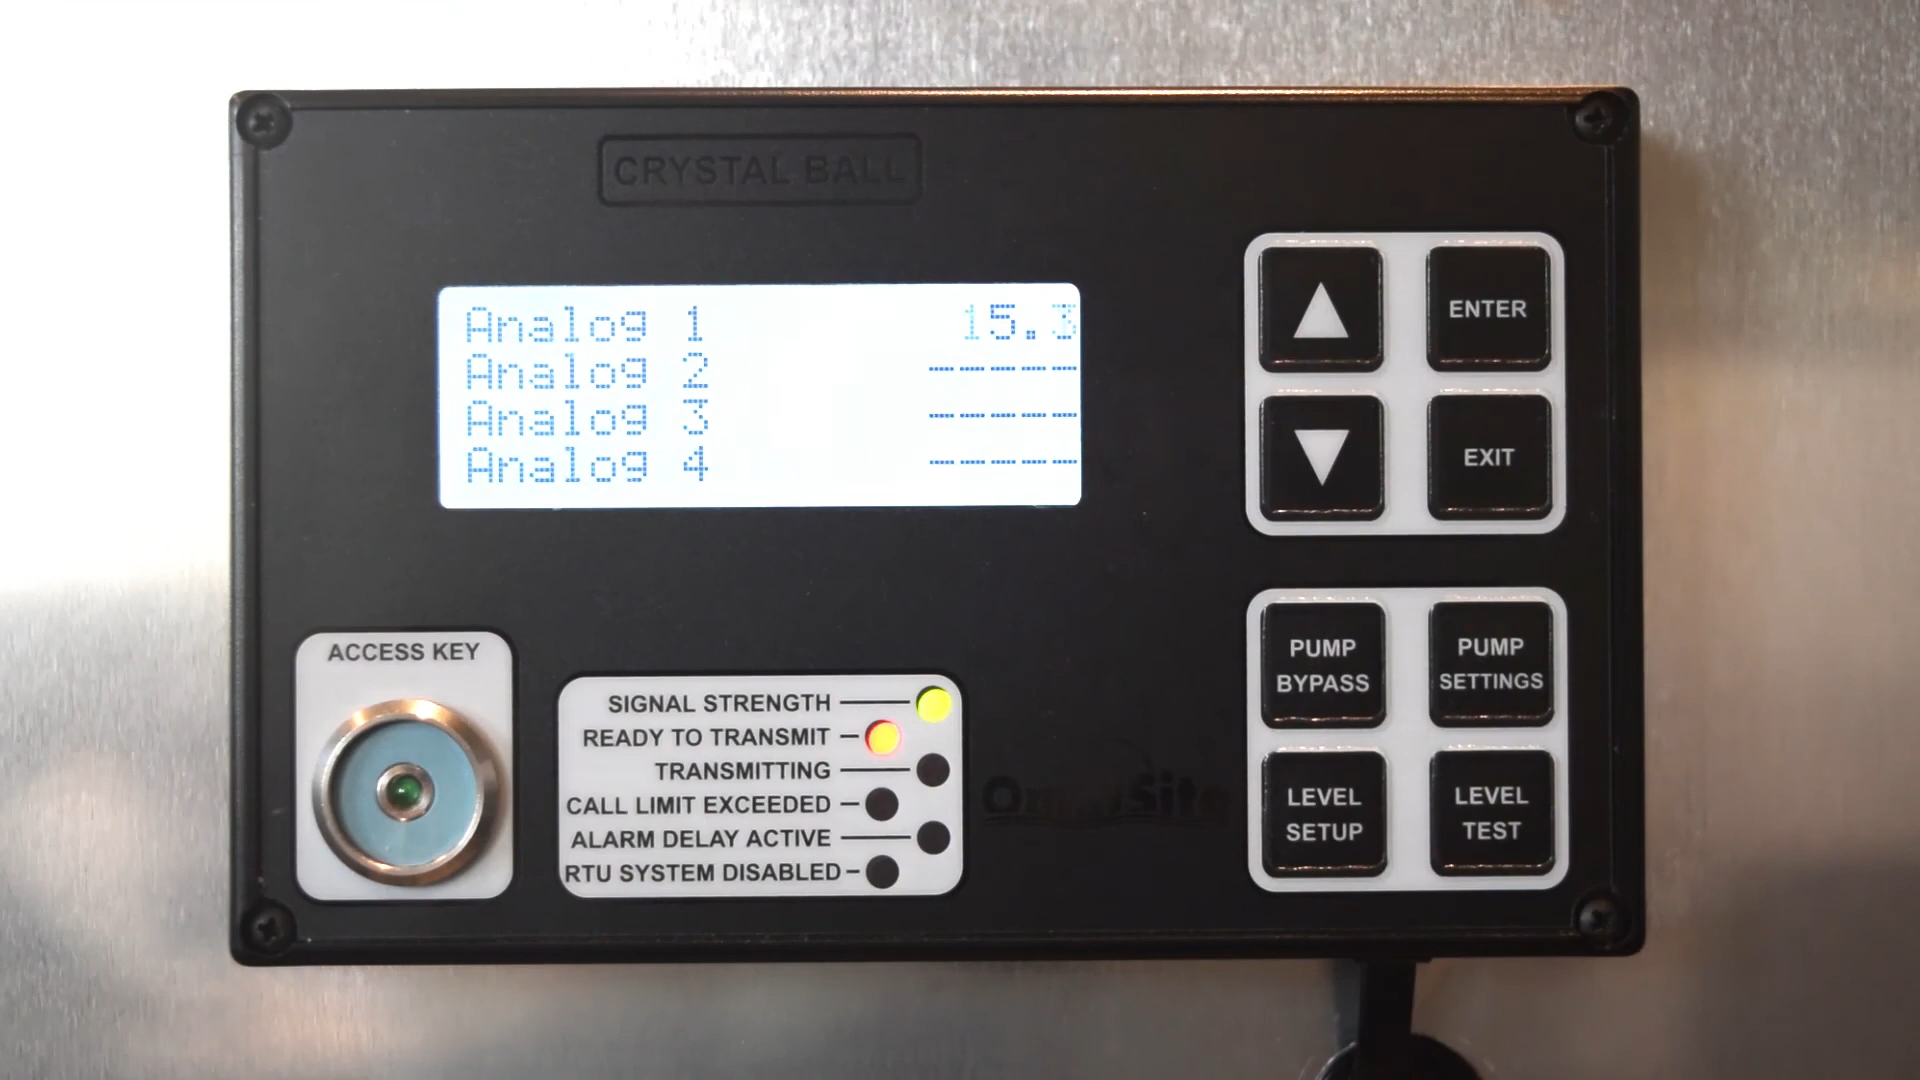 CRYSTAL BALL
Analog 1 15.3
Analog 2 -----
Analog 3 -----
Analog 4 -----
ENTER
EXIT
ACCESS KEY
SIGNAL STRENGTH
READY TO TRANSMIT
TRANSMITTING
CALL LIMIT EXCEEDED
ALARM DELAY ACTIVE
RTU SYSTEM DISABLED
PUMP
BYPASS
PUMP
SETTINGS
LEVEL
SETUP
LEVEL
TEST